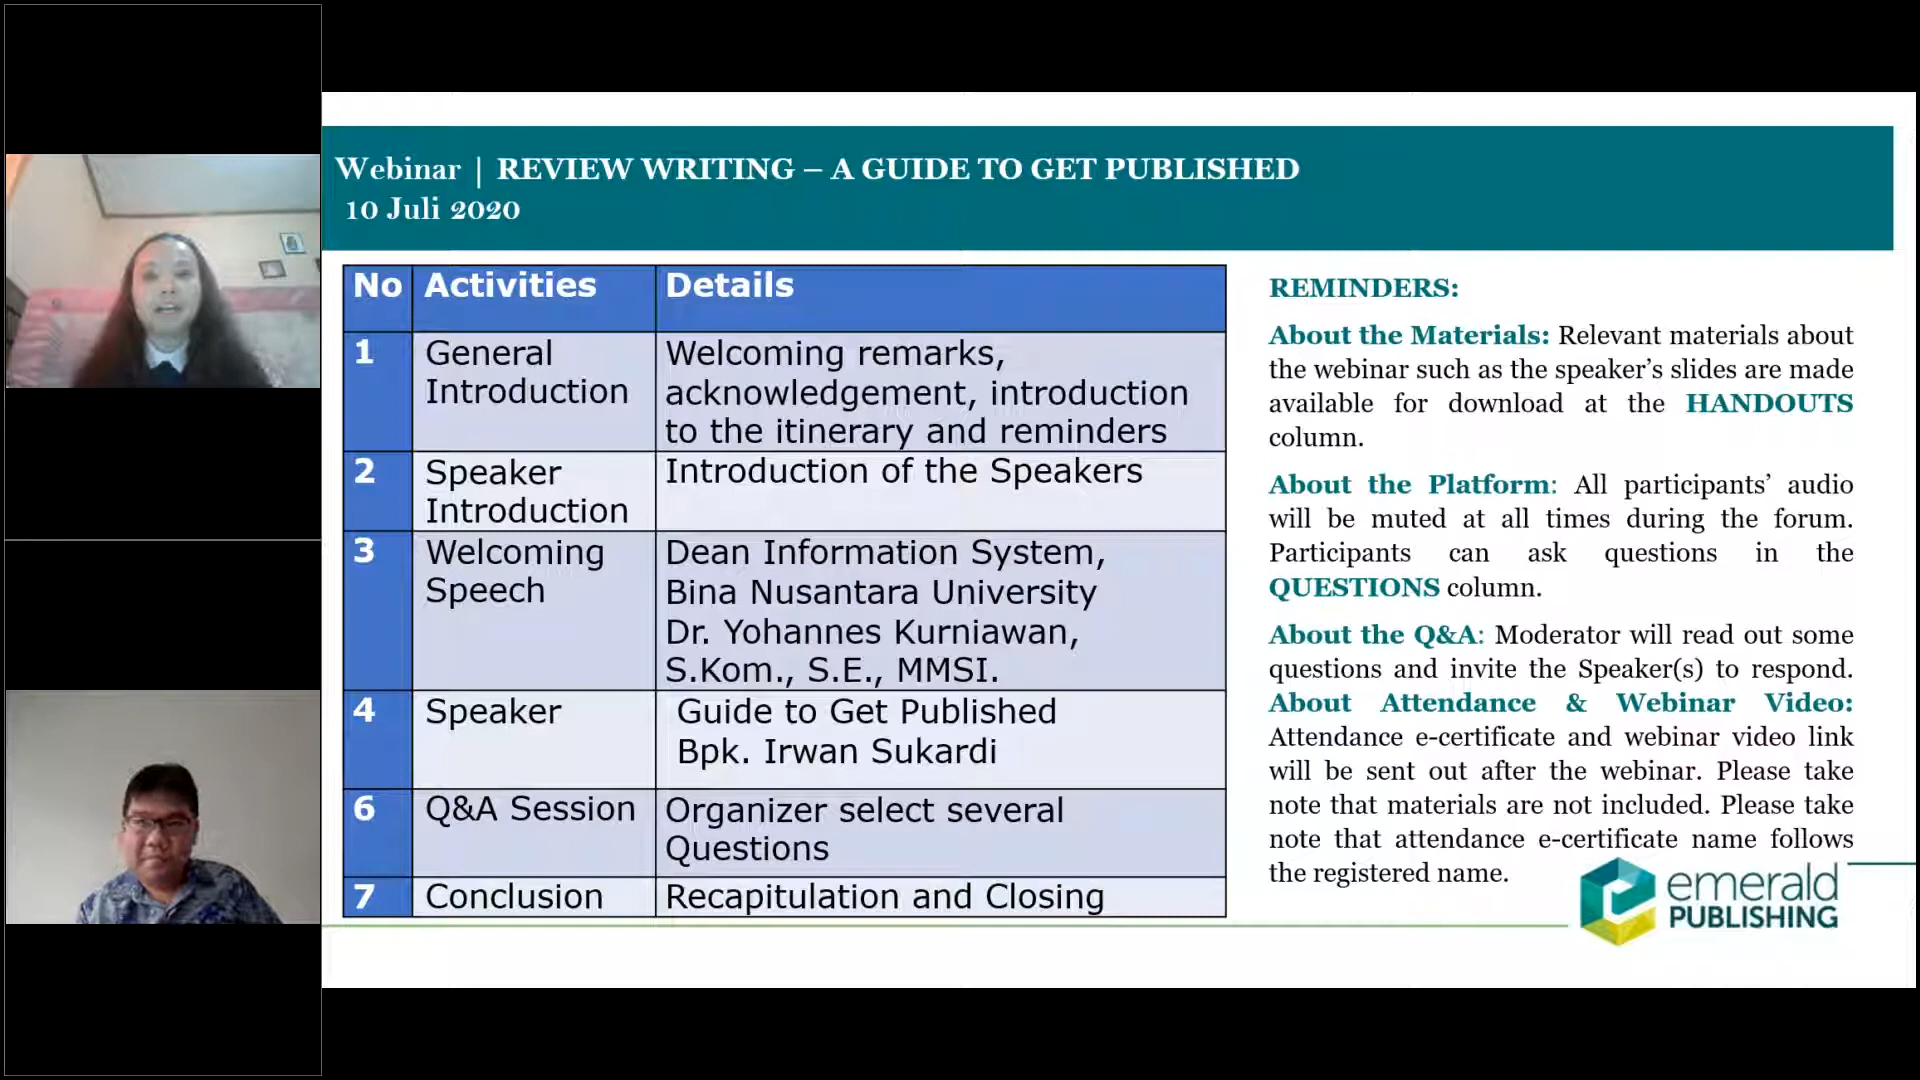 Webinar | REVIEW WRITING – A GUIDE TO GET PUBLISHED
10 Juli 2020
No Activities Details
1 General Introduction Welcoming remarks,
acknowledgement, introduction
to the itinerary and reminders
2 Speaker Introduction Introduction of the Speakers
3 Welcoming Speech Dean Information System,
Bina Nusantara University
Dr. Yohannes Kurniawan,
S.Kom., S.E., MMSI.
4 Speaker Guide to Get Published
Bpk. Irwan Sukardi
6 Q&A Session Organizer select several
Questions
7 Conclusion Recapitulation and Closing
REMINDERS:
About the Materials: Relevant materials about
the webinar such as the speaker’s slides are made
available for download at the HANDOUTS
column.
About the Platform: All participants’ audio
will be muted at all times during the forum.
Participants can ask questions in the
QUESTIONS column.
About the Q&A: Moderator will read out some
questions and invite the Speaker(s) to respond.
About Attendance & Webinar Video:
Attendance e-certificate and webinar video link
will be sent out after the webinar. Please take
note that materials are not included. Please take
note that attendance e-certificate name follows
the registered name.
emerald
PUBLISHING